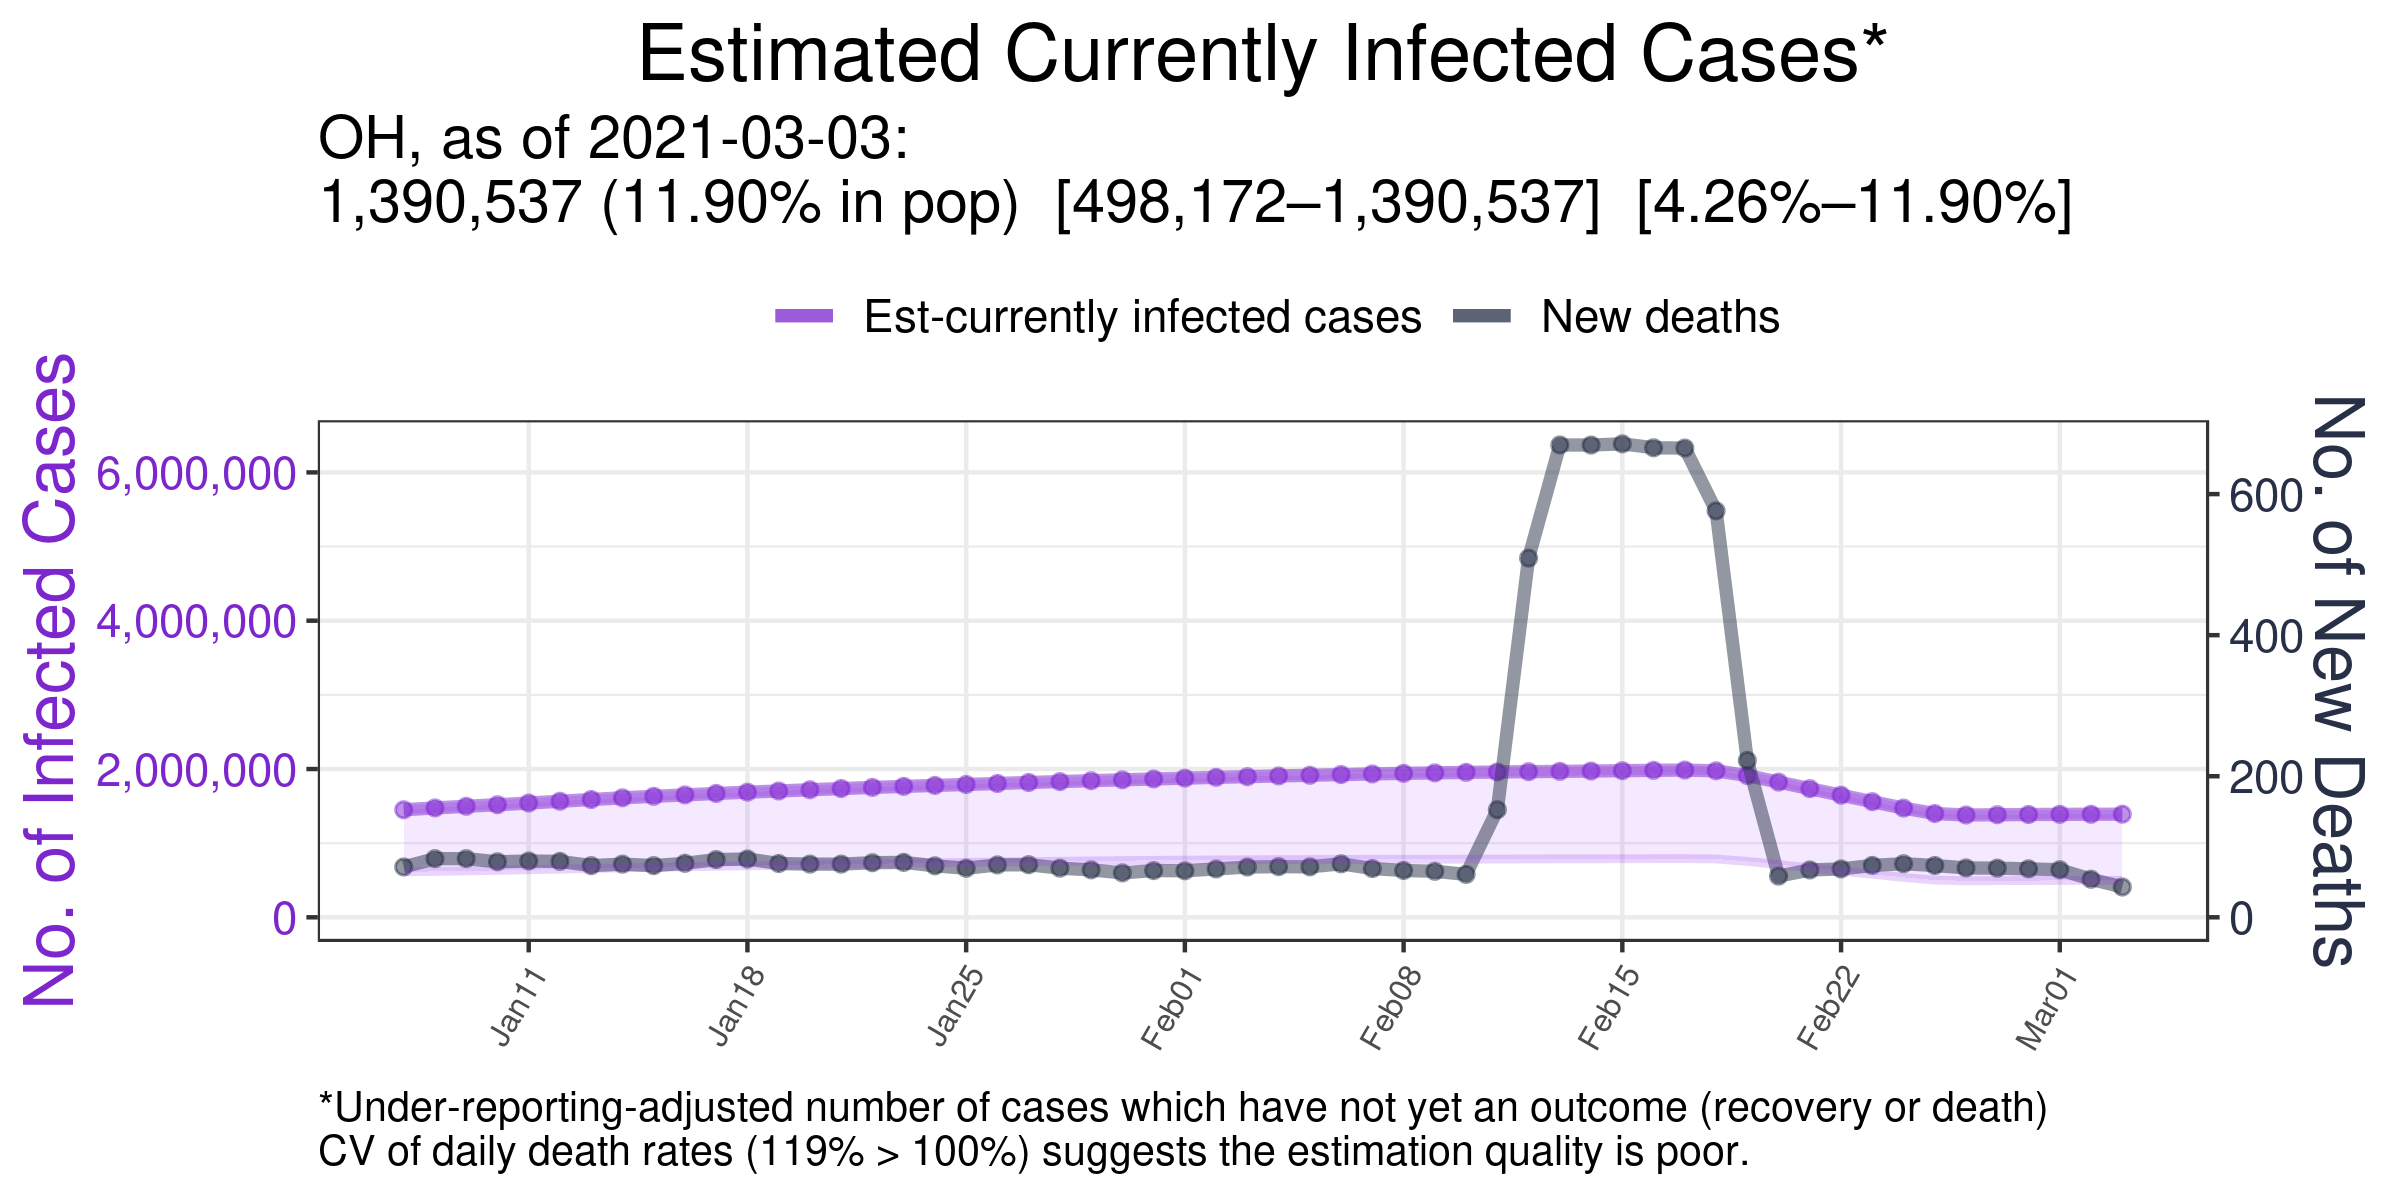 Estimated Currently Infected Cases*
OH, as of 2021-03-03:
1,390,537 (11.90% in pop) [498,172–1,390,537] [4.26%–11.90%]
Est-currently infected cases
New deaths
No. of Infected Cases
6,000,000
4,000,000
2,000,000
0
600
400
200
0
No. of New Deaths
Jan11
Jan18
Jan25
Feb01
Feb08
Feb15
Feb22
Mar01
*Under-reporting-adjusted number of cases which have not yet an outcome (recovery or death)
CV of daily death rates (119% > 100%) suggests the estimation quality is poor.